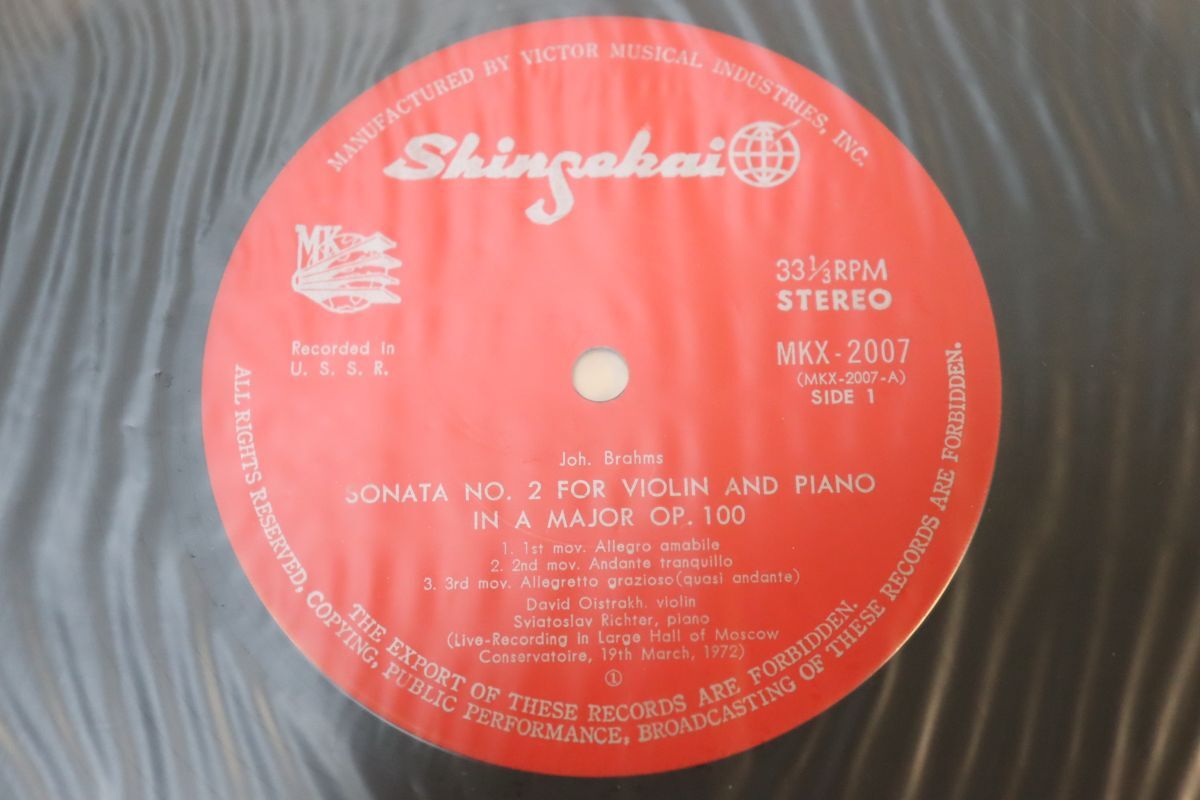 MANUFACTURED BY VICTOR MUSICAL INDUSTRIES, INC.
Shinsekai
MK
33 1/3 RPM
STEREO
Recorded in
U. S. S. R.
MKX-2007
(MKX-2007-A)
SIDE 1
Joh. Brahms
SONATA NO. 2 FOR VIOLIN AND PIANO
IN A MAJOR OP. 100
1. 1st mov. Allegro amabile
2. 2nd mov. Andante tranquillo
3. 3rd mov. Allegretto grazioso (quasi andante)
David Oistrakh, violin
Sviatoslav Richter, piano
(Live-Recording in Large Hall of Moscow
Conservatoire, 19th March, 1972)
①
THE EXPORT OF THESE RECORDS ARE FORBIDDEN.
ALL RIGHTS RESERVED, COPYING, PUBLIC PERFORMANCE, BROADCASTING OF THESE RECORDS ARE FORBIDDEN.